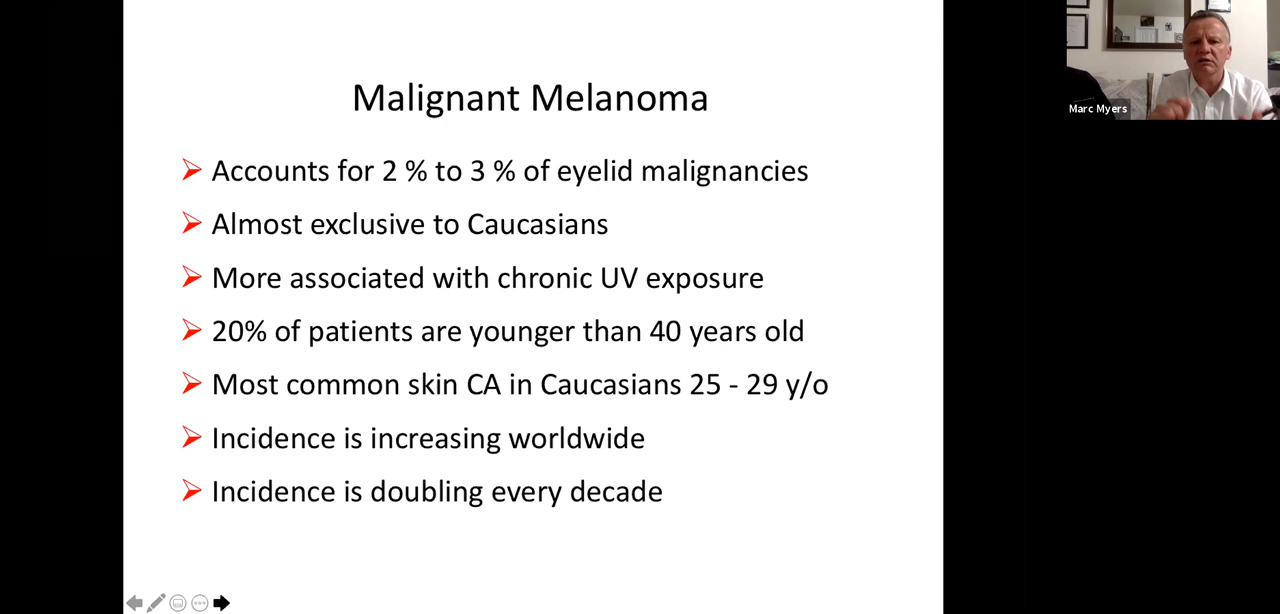 Malignant Melanoma
Accounts for 2 % to 3 % of eyelid malignancies
Almost exclusive to Caucasians
More associated with chronic UV exposure
20% of patients are younger than 40 years old
Most common skin CA in Caucasians 25 - 29 y/o
Incidence is increasing worldwide
Incidence is doubling every decade
Marc Myers